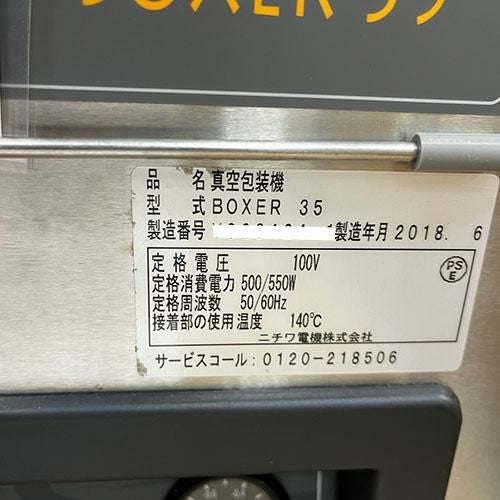 BOXER
品 名 真空包装機
型 式 BOXER 35
製造番号 製造年月 2018. 6
定格電圧 100V
定格消費電力 500/550W
定格周波数 50/60Hz
接着部の使用温度 140℃
PS
E
ニチワ電機株式会社
サービスコール:0120-218506